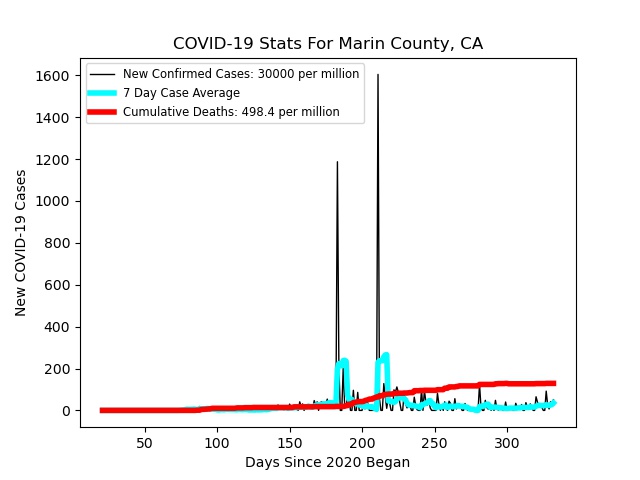 COVID-19 Stats For Marin County, CA
New Confirmed Cases: 30000 per million
7 Day Case Average
Cumulative Deaths: 498.4 per million
New COVID-19 Cases
1600
1400
1200
1000
800
600
400
200
0
50
100
150
200
250
300
Days Since 2020 Began